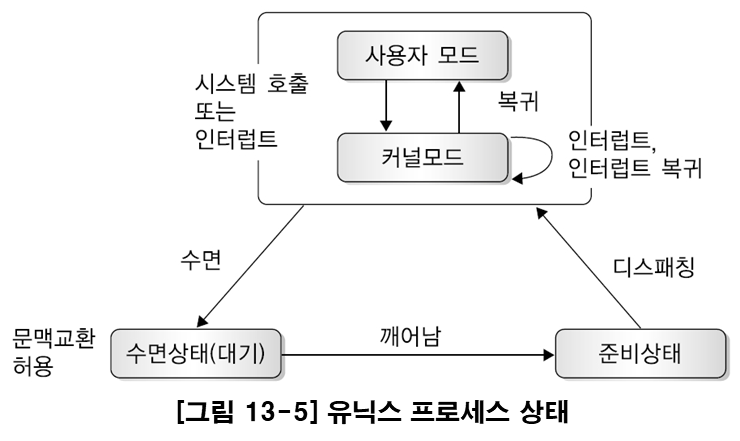 사용자 모드
시스템 호출
또는
인터럽트
복귀
커널모드
인터럽트,
인터럽트 복귀
수면
디스패칭
문맥교환
허용
수면상태(대기)
깨어남
준비상태
[그림 13-5] 유닉스 프로세스 상태